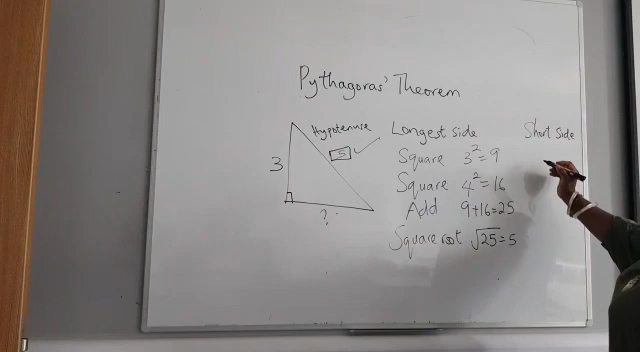 Pythagoras' Theorem
Hypotenuse
5
3
?
Longest side
Square 3²=9
Square 4²=16
Add 9+16=25
Square root √25=5
Short Side